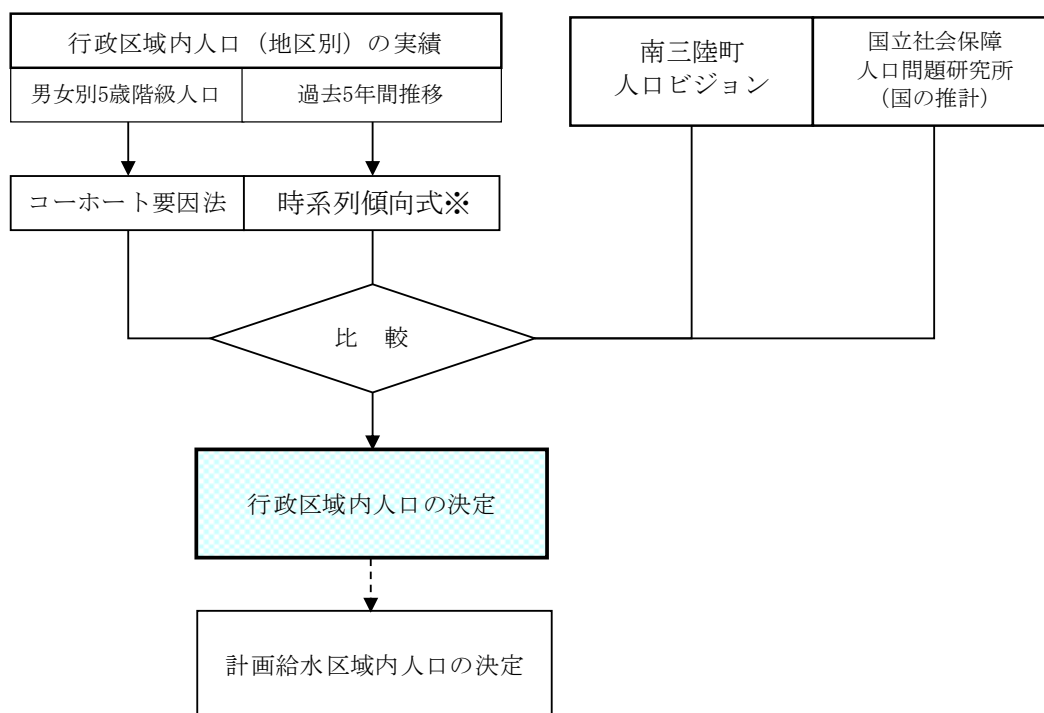 行政区域内人口（地区別）の実績
男女別5歳階級人口
過去5年間推移
南三陸町
人口ビジョン
国立社会保障
人口問題研究所
（国の推計）
コーホート要因法
時系列傾向式※
比 較
行政区域内人口の決定
計画給水区域内人口の決定